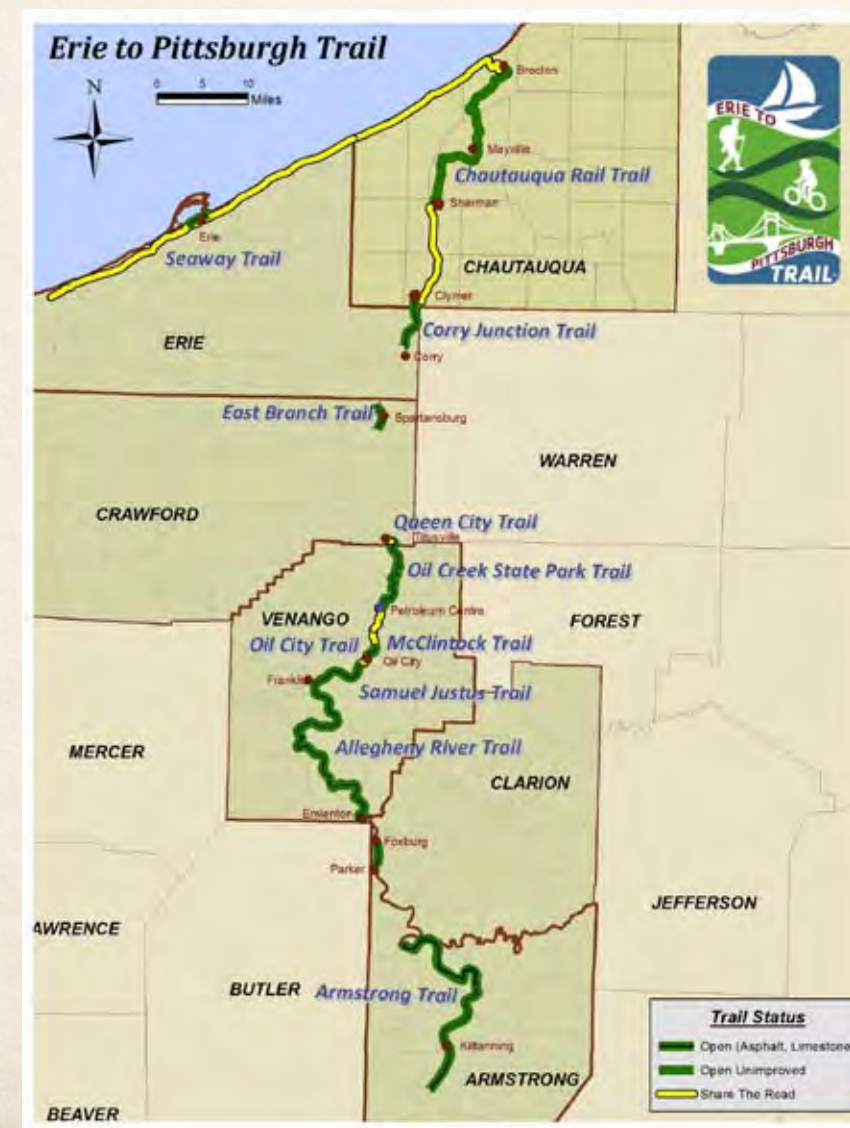 Erie to Pittsburgh Trail
N
0 5 10
Miles
ERIE TO
PITTSBURGH
TRAIL
Brocton
Mayville
Chautauqua Rail Trail
Sherman
Erie
Seaway Trail
CHAUTAUQUA
Clymer
Corry Junction Trail
ERIE
Corry
East Branch Trail
Spartansburg
WARREN
CRAWFORD
Queen City Trail
Titusville
Oil Creek State Park Trail
Petroleum Centre
VENANGO
FOREST
Oil City Trail
McClintock Trail
Oil City
Frankli
Samuel Justus Trail
MERCER
Allegheny River Trail
CLARION
Emlenton
Foxburg
Parker
JEFFERSON
AWRENCE
BUTLER
Armstrong Trail
Kittanning
ARMSTRONG
BEAVER
Trail Status
Open (Asphalt, Limestone
Open Unimproved
Share The Road